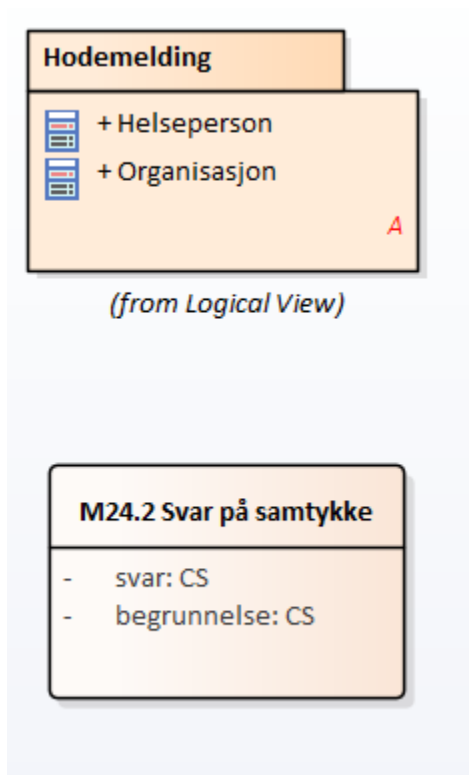 Hodemelding
+ Helseperson
+ Organisasjon
A
(from Logical View)
M24.2 Svar på samtykke
- svar: CS
- begrunnelse: CS